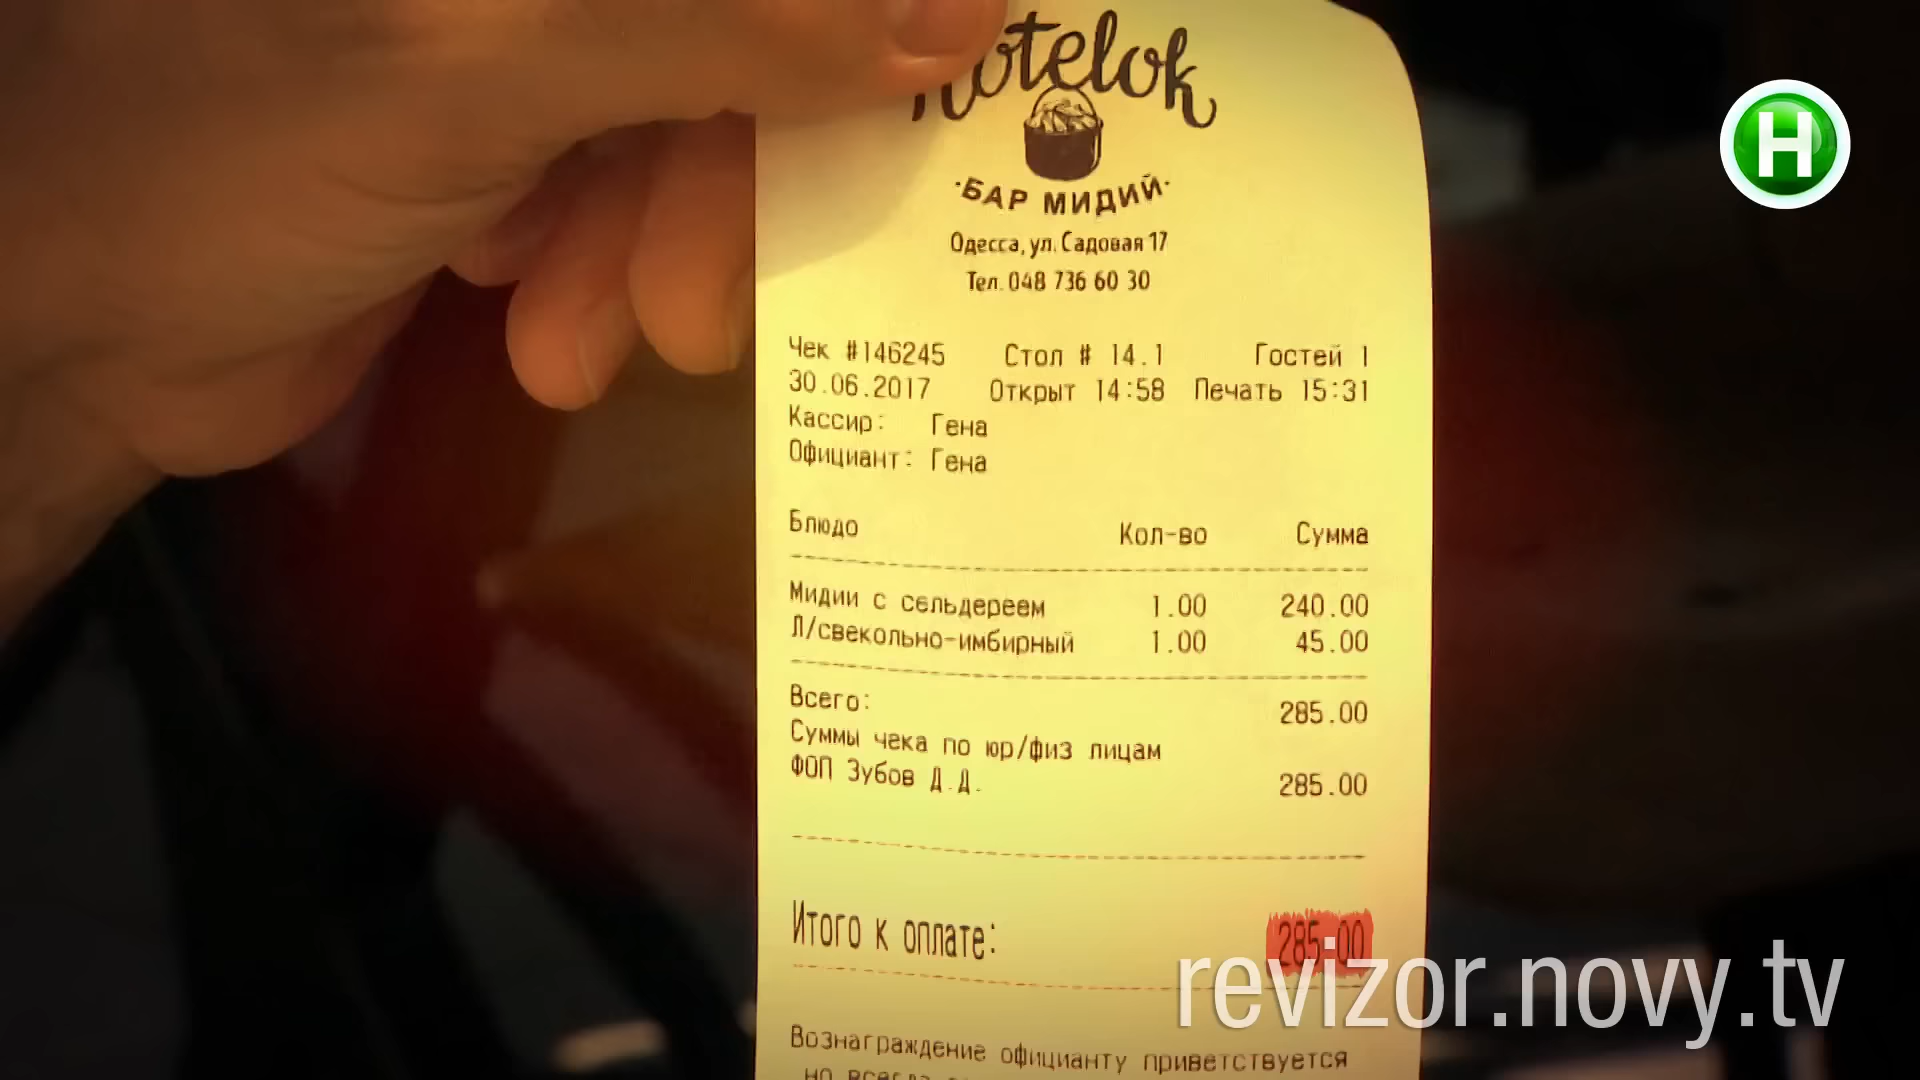 Kotelok
·БАР МИДИЙ·
Одесса, ул. Садовая 17
Тел. 048 736 60 30
Чек #146245 Стол # 14.1 Гостей 1
30.06.2017 Открыт 14:58 Печать 15:31
Кассир: Гена
Официант: Гена
Блюдо Кол-во Сумма
Мидии с сельдереем 1.00 240.00
Л/свекольно-имбирный 1.00 45.00
Всего: 285.00
Суммы чека по юр/физ лицам
ФОП Зубов Д.Д. 285.00
Итого к оплате: 285.00
Вознаграждение официанту приветствуется
но всегда
Н
revizor.novy.tv